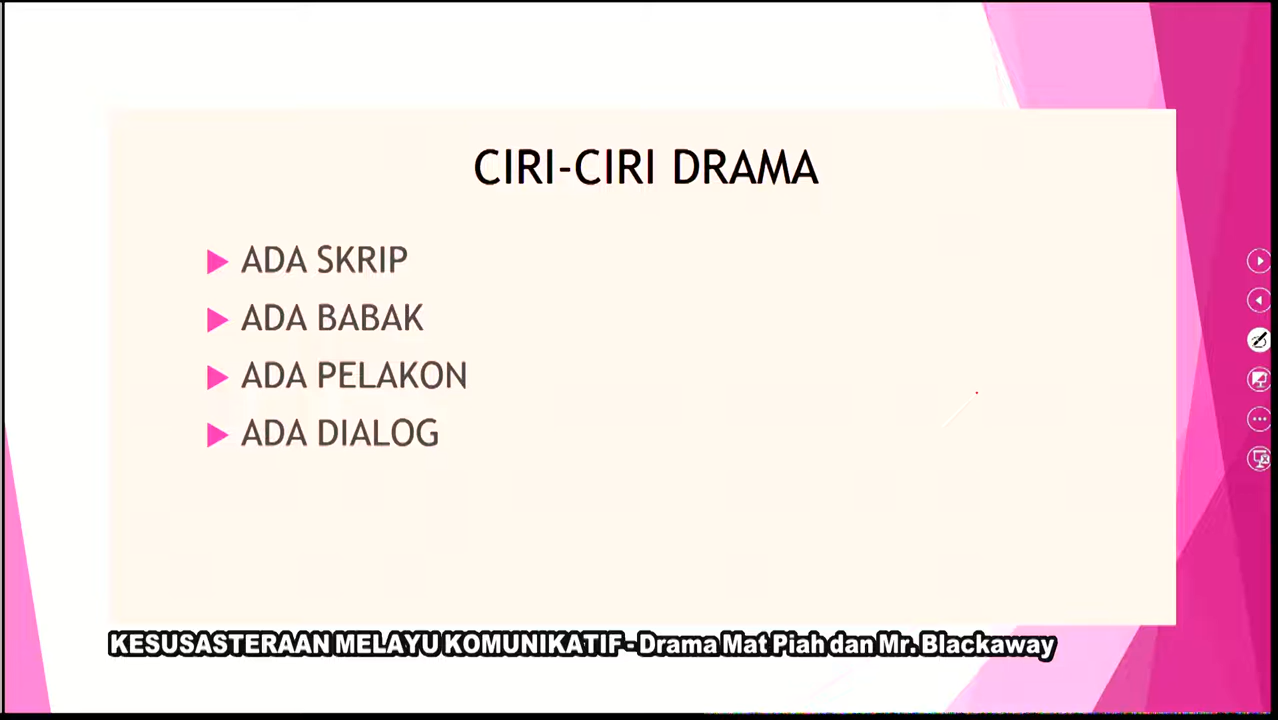 CIRI-CIRI DRAMA
ADA SKRIP
ADA BABAK
ADA PELAKON
ADA DIALOG
KESUSASTERAAN MELAYU KOMUNIKATIF - Drama Mat Piah dan Mr. Blackaway